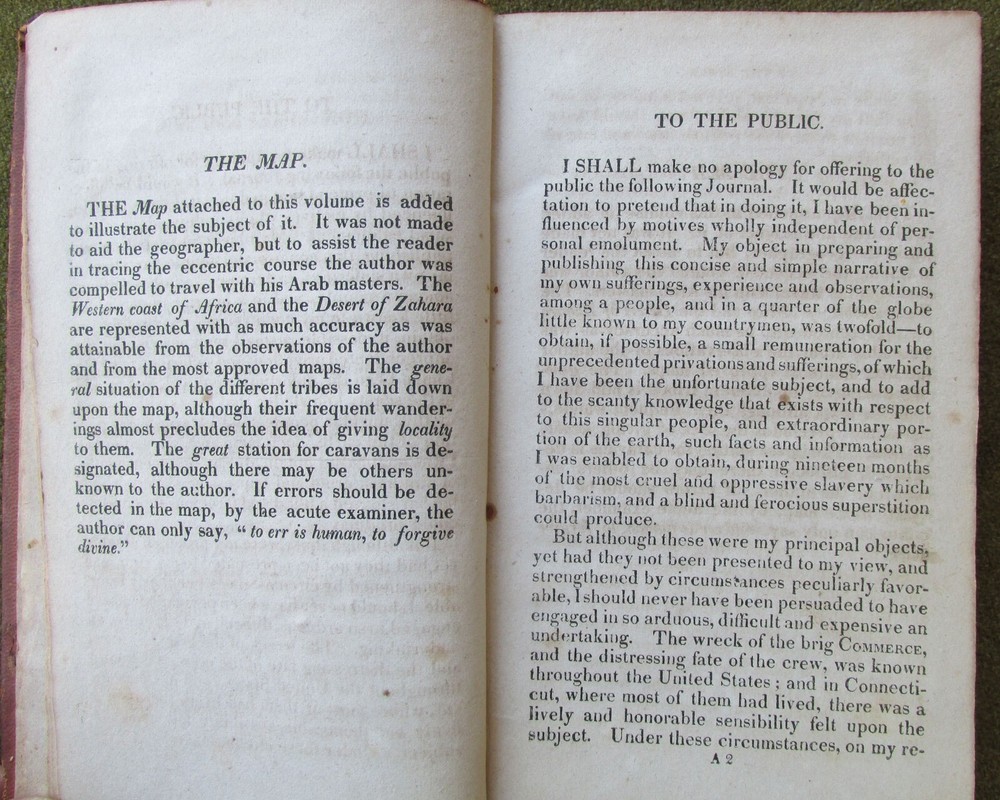 THE MAP.
THE Map attached to this volume is added
to illustrate the subject of it. It was not made
to aid the geographer, but to assist the reader
in tracing the eccentric course the author was
compelled to travel with his Arab masters. The
Western coast of Africa and the Desert of Zahara
are represented with as much accuracy as was
attainable from the observations of the author
and from the most approved maps. The gene-
ral situation of the different tribes is laid down
upon the map, although their frequent wander-
ings almost precludes the idea of giving locality
to them. The great station for caravans is de-
signated, although there may be others un-
known to the author. If errors should be de-
tected in the map, by the acute examiner, the
author can only say, “to err is human, to forgive
divine.”
TO THE PUBLIC.
I SHALL make no apology for offering to the
public the following Journal. It would be affec-
tation to pretend that in doing it, I have been in-
fluenced by motives wholly independent of per-
sonal emolument. My object in preparing and
publishing this concise and simple narrative of
my own sufferings, experience and observations,
among a people, and in a quarter of the globe
little known to my countrymen, was twofold—to
obtain, if possible, a small remuneration for the
unprecedented privations and sufferings, of which
I have been the unfortunate subject, and to add
to the scanty knowledge that exists with respect
to this singular people, and extraordinary por-
tion of the earth, such facts and information as
I was enabled to obtain, during nineteen months
of the most cruel and oppressive slavery which
barbarism, and a blind and ferocious superstition
could produce.
But although these were my principal objects,
yet had they not been presented to my view, and
strengthened by circumstances peculiarly favor-
able, I should never have been persuaded to have
engaged in so arduous, difficult and expensive an
undertaking. The wreck of the brig COMMERCE,
and the distressing fate of the crew, was known
throughout the United States; and in Connecti-
cut, where most of them had lived, there was a
lively and honorable sensibility felt upon the
subject. Under these circumstances, on my re-
A 2